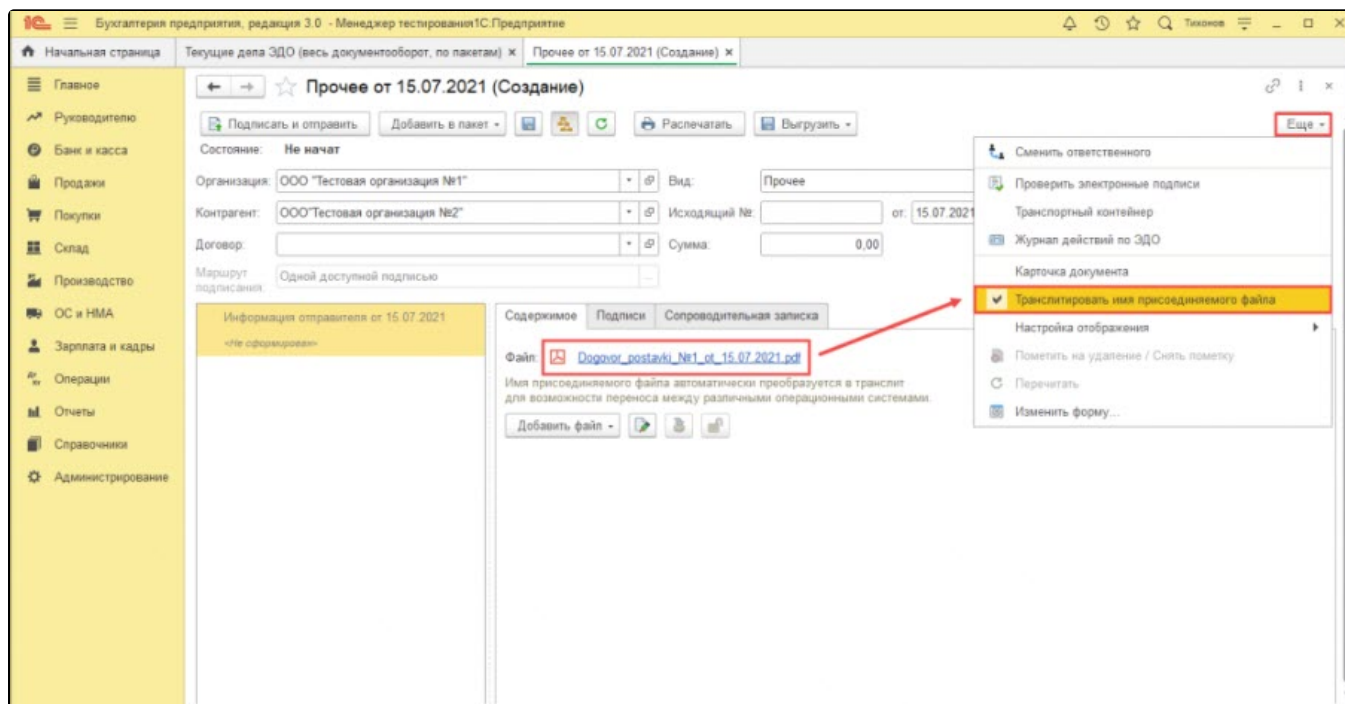 1С Бухгалтерия предприятия, редакция 3.0 - Менеджер тестирования1С:Предприятие Тихонов
Начальная страница Текущие дела ЭДО (весь документооборот, по пакетам) × Прочее от 15.07.2021 (Создание) ×
Главное
Руководителю
Банк и касса
Продажи
Покупки
Склад
Производство
ОС и НМА
Зарплата и кадры
Операции
Отчеты
Справочники
Администрирование
Прочее от 15.07.2021 (Создание)
Подписать и отправить Добавить в пакет Распечатать Выгрузить Еще
Состояние: Не начат
Организация: ООО "Тестовая организация №1" Вид: Прочее
Контрагент: ООО"Тестовая организация №2" Исходящий №: от: 15.07.2021
Договор: Сумма: 0,00
Маршрут
подписания: Одной доступной подписью ...
Информация отправителя от 15.07.2021
<Не сформирован>
Содержимое Подписи Сопроводительная записка
Файл: Dogovor_postavki_№1_ot_15.07.2021.pdf
Имя присоединяемого файла автоматически преобразуется в транслит
для возможности переноса между различными операционными системами.
Добавить файл
Сменить ответственного
Проверить электронные подписи
Транспортный контейнер
Журнал действий по ЭДО
Карточка документа
Транслитировать имя присоединяемого файла
Настройка отображения
Пометить на удаление / Снять пометку
Перечитать
Изменить форму...